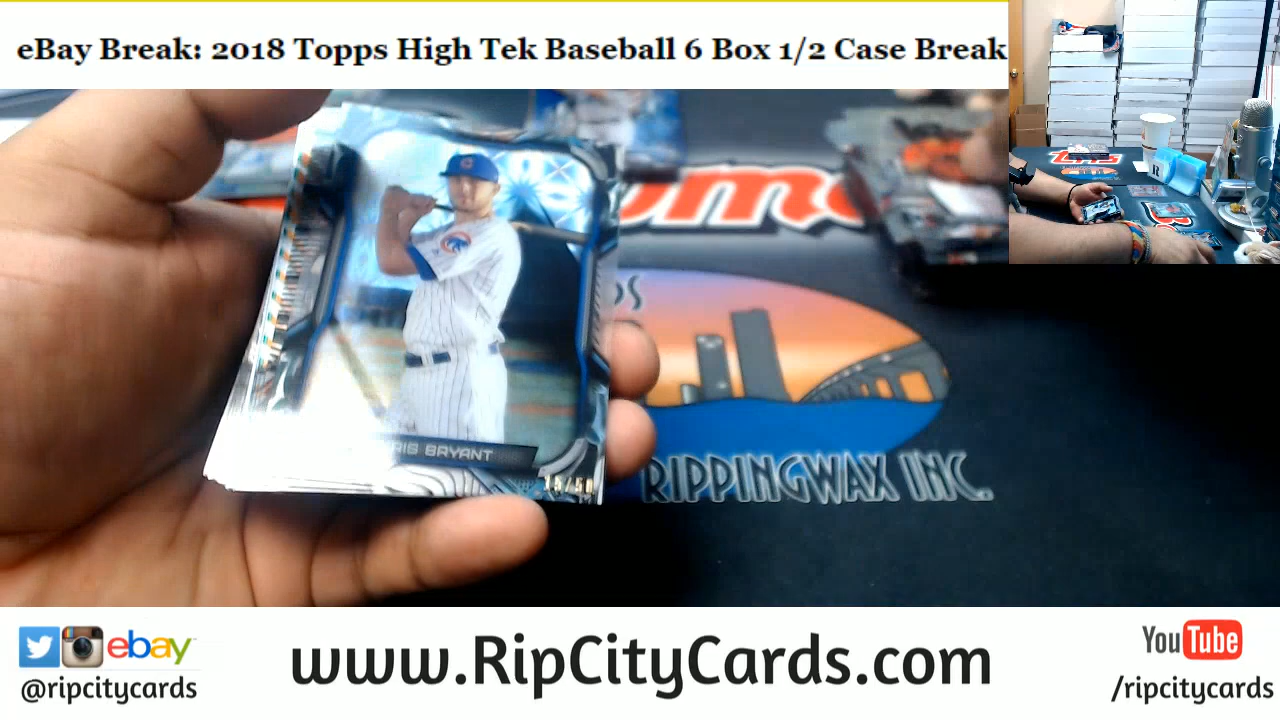 eBay Break: 2018 Topps High Tek Baseball 6 Box 1/2 Case Break
RIS BRYANT
RIPPINGWAX INC.
ebay
@ripcitycards
www.RipCityCards.com
YouTube
/ripcitycards